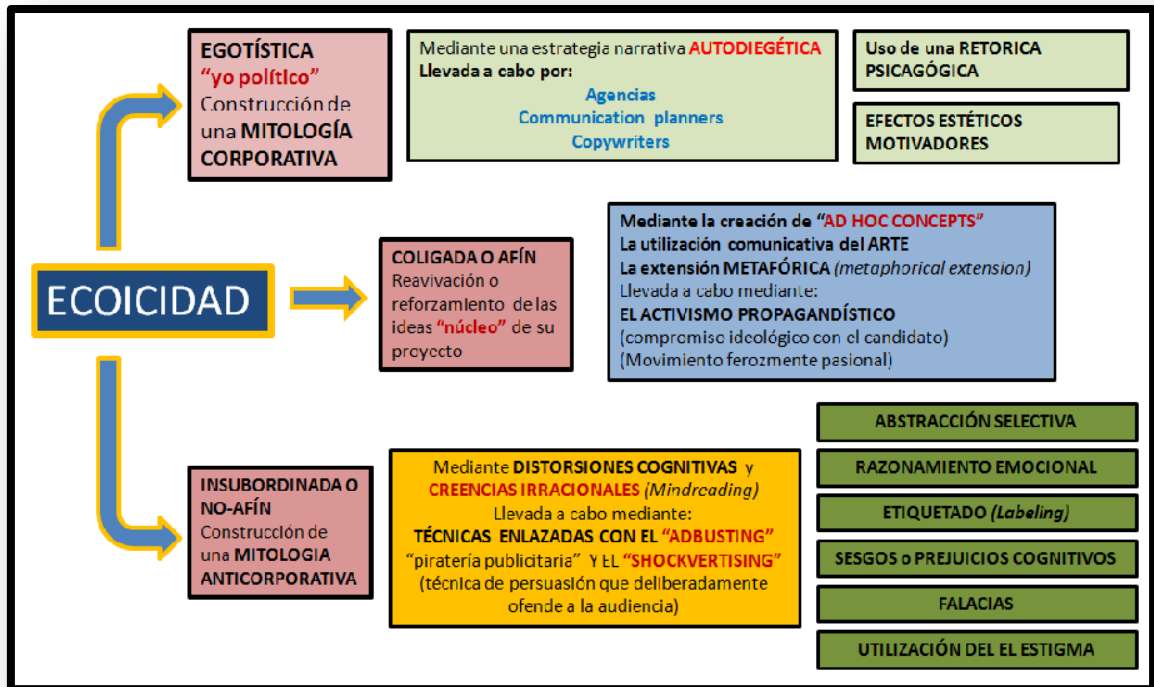 EGOTÍSTICA
“yo político”
Construcción de
una MITOLOGÍA
CORPORATIVA
Mediante una estrategia narrativa AUTODIEGÉTICA
Llevada a cabo por:
Agencias
Communication planners
Copywriters
Uso de una RETORICA
PSICAGÓGICA
EFECTOS ESTÉTICOS
MOTIVADORES
ECOICIDAD
COLIGADA O AFÍN
Reavivación o
reforzamiento de las
ideas “núcleo” de su
proyecto
Mediante la creación de “AD HOC CONCEPTS”
La utilización comunicativa del ARTE
La extensión METAFÓRICA (metaphorical extension)
Llevada a cabo mediante:
EL ACTIVISMO PROPAGANDÍSTICO
(compromiso ideológico con el candidato)
(Movimiento ferozmente pasional)
INSUBORDINADA O
NO-AFÍN
Construcción de
una MITOLOGIA
ANTICORPORATIVA
Mediante DISTORSIONES COGNITIVAS y
CREENCIAS IRRACIONALES (Mindreading)
Llevada a cabo mediante:
TÉCNICAS ENLAZADAS CON EL “ADBUSTING”
“piratería publicitaria” Y EL “SHOCKVERTISING”
(técnica de persuasión que deliberadamente
ofende a la audiencia)
ABSTRACCIÓN SELECTIVA
RAZONAMIENTO EMOCIONAL
ETIQUETADO (Labeling)
SESGOS o PREJUICIOS COGNITIVOS
FALACIAS
UTILIZACIÓN DEL EL ESTIGMA